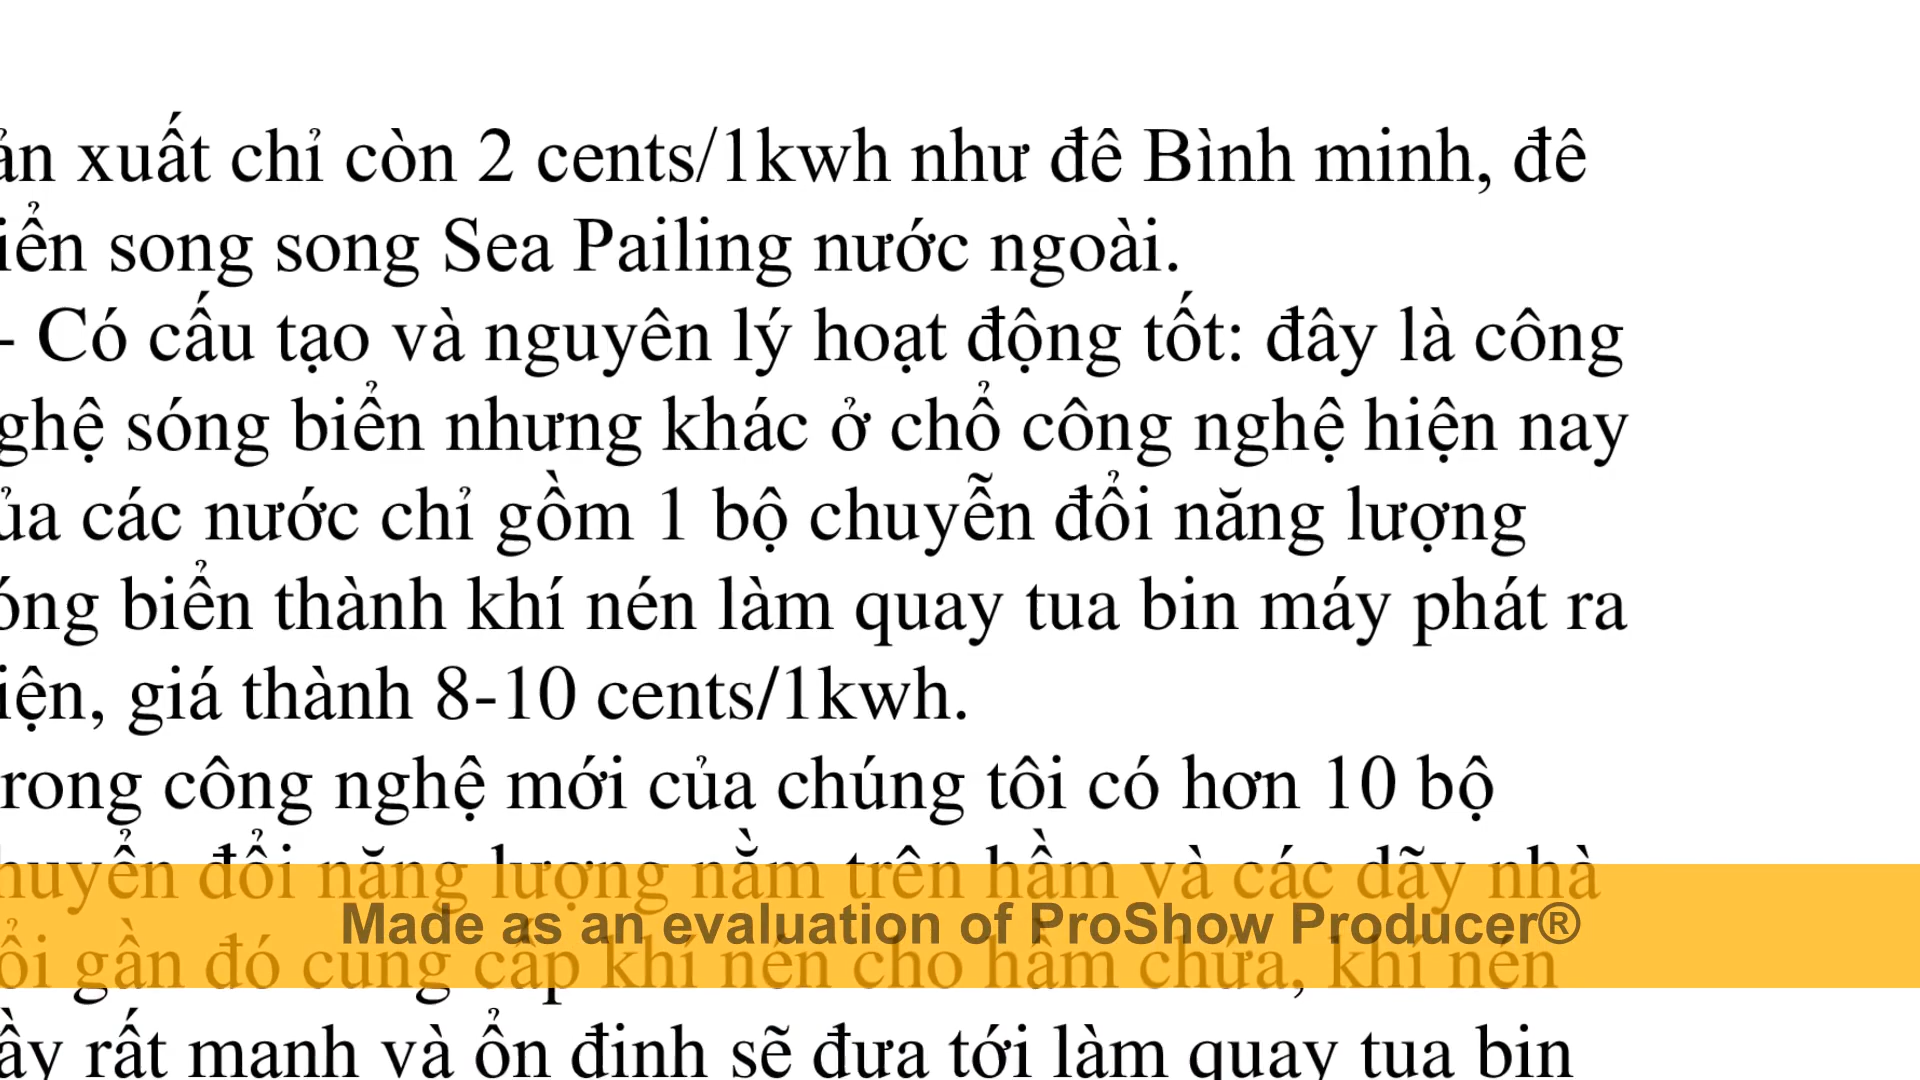 ản xuất chỉ còn 2 cents/1kwh như đê Bình minh, đê
iển song song Sea Pailing nước ngoài.
- Có cấu tạo và nguyên lý hoạt động tốt: đây là công
ghệ sóng biển nhưng khác ở chổ công nghệ hiện nay
ủa các nước chỉ gồm 1 bộ chuyễn đổi năng lượng
óng biển thành khí nén làm quay tua bin máy phát ra
iện, giá thành 8-10 cents/1kwh.
rong công nghệ mới của chúng tôi có hơn 10 bộ
huyển đổi năng lượng nằm trên hầm và các dãy nhà
Made as an evaluation of ProShow Producer®
ổi gần đó cung cấp khí nén cho hầm chứa, khí nén
ầy rất mạnh và ổn định sẽ đưa tới làm quay tua bin